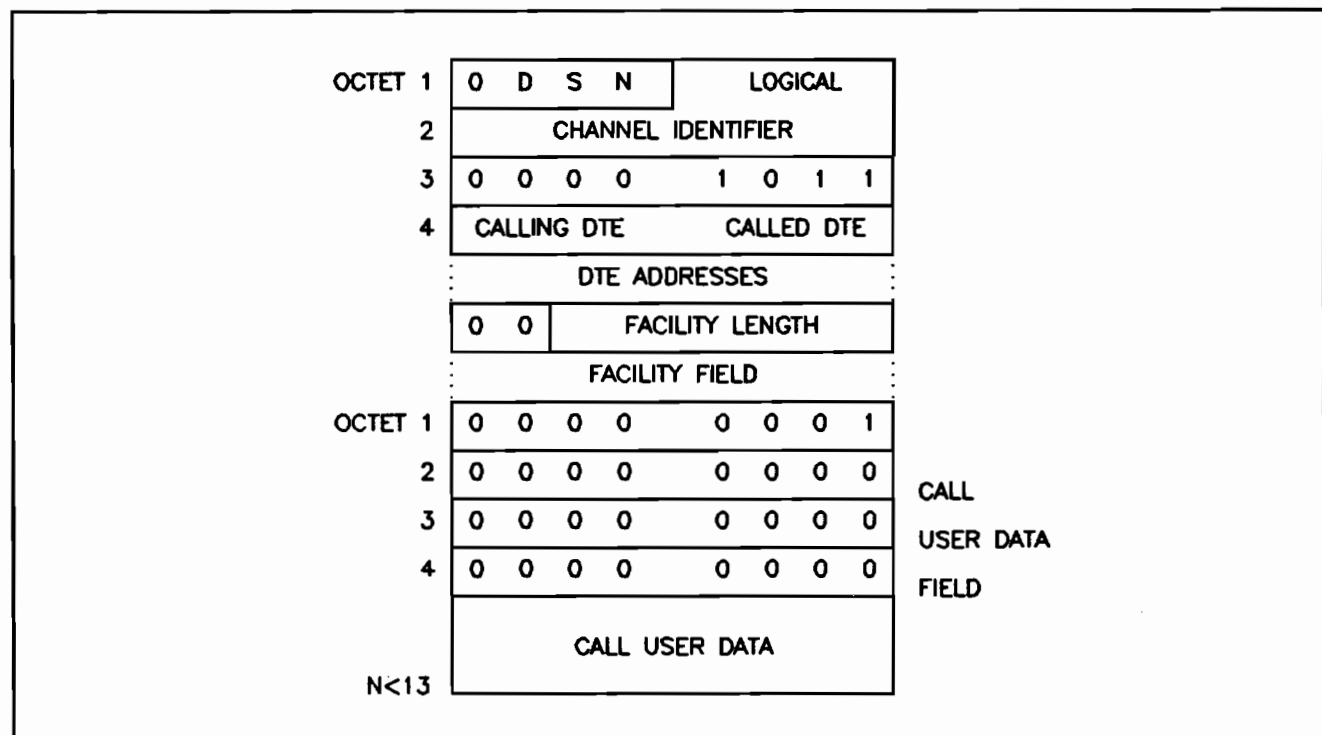 OCTET 1 0 D S N LOGICAL
2 CHANNEL IDENTIFIER
3 0 0 0 0 1 0 1 1
4 CALLING DTE CALLED DTE
DTE ADDRESSES
0 0 FACILITY LENGTH
FACILITY FIELD
OCTET 1 0 0 0 0 0 0 0 1
2 0 0 0 0 0 0 0 0
CALL
3 0 0 0 0 0 0 0 0
USER DATA
4 0 0 0 0 0 0 0 0
FIELD
CALL USER DATA
N<13